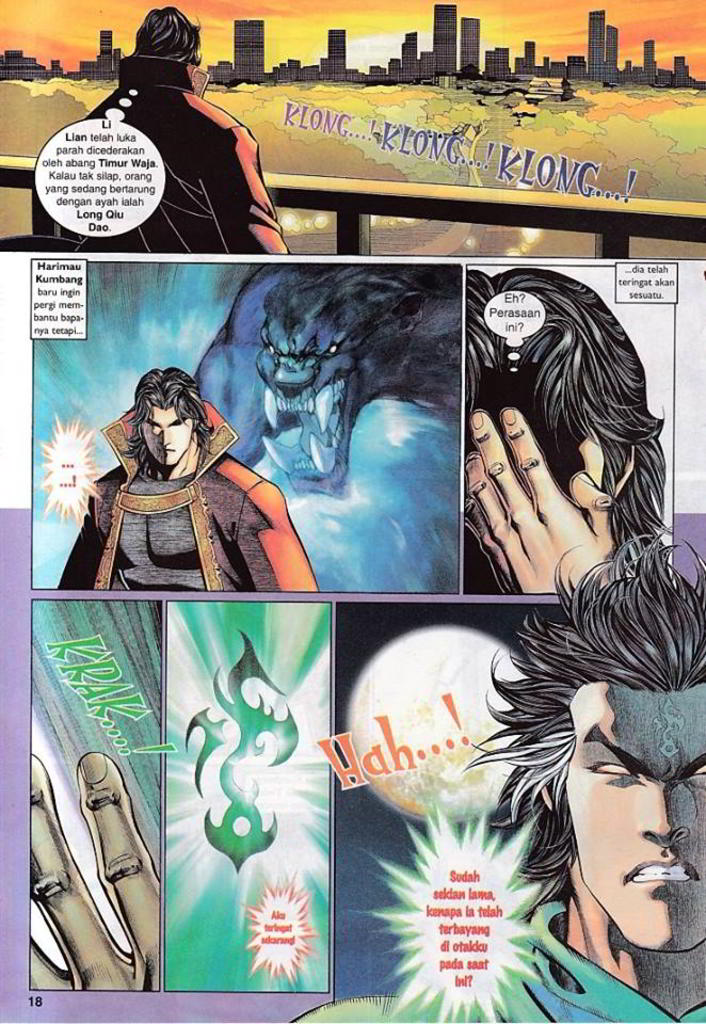 Li
Lian telah luka
parah dicederakan
oleh abang Timur Waja.
Kalau tak silap, orang
yang sedang bertarung
dengan ayah ialah
Long Qiu
Dao.
KLONG...! KLONG...! KLONG...!
Harimau
Kumbang
baru ingin
pergi mem-
bantu bapa-
nya tetapi...
...
...!
Eh?
Perasaan
ini?
...dia telah
teringat akan
sesuatu.
KRAK.....!
Aku
teringat
sekarang!
Hah....!
Sudah
sekian lama,
kenapa ia telah
terbayang
di otakku
pada saat
ini?
18